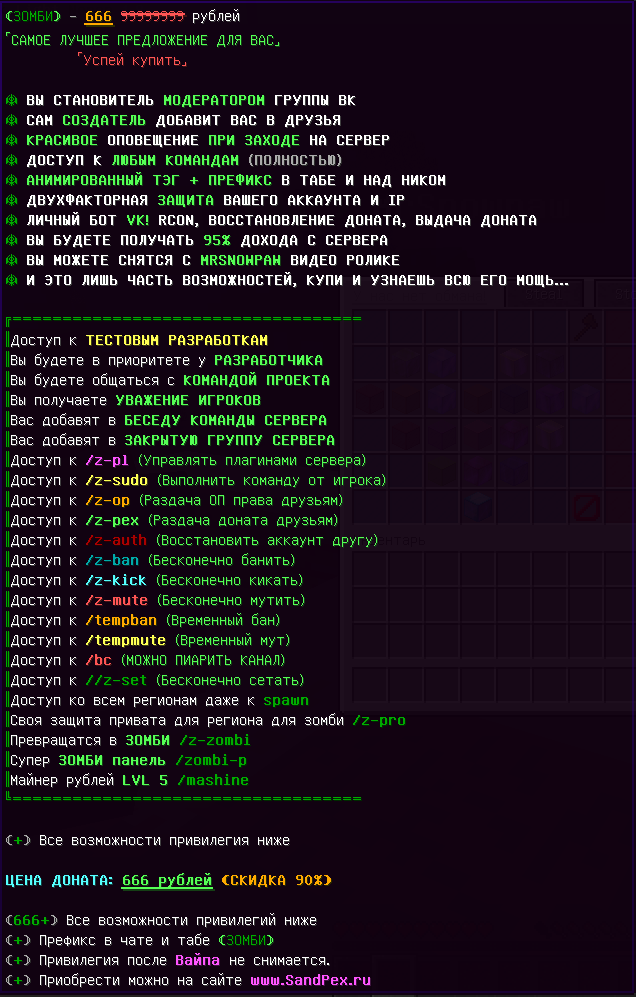 (ЗОМБИ) - 666 99999999 рублей
「САМОЕ ЛУЧШЕЕ ПРЕДЛОЖЕНИЕ ДЛЯ ВАС」
「Успей купить」
☬ ВЫ СТАНОВИТЕЛЬ МОДЕРАТОРОМ ГРУППЫ ВК
☬ САМ СОЗДАТЕЛЬ ДОБАВИТ ВАС В ДРУЗЬЯ
☬ КРАСИВОЕ ОПОВЕЩЕНИЕ ПРИ ЗАХОДЕ НА СЕРВЕР
☬ ДОСТУП К ЛЮБЫМ КОМАНДАМ (ПОЛНОСТЬЮ)
☬ АНИМИРОВАННЫЙ ТЭГ + ПРЕФИКС В ТАБЕ И НАД НИКОМ
☬ ДВУХФАКТОРНАЯ ЗАЩИТА ВАШЕГО АККАУНТА И IP
☬ ЛИЧНЫЙ БОТ VK! RCON, ВОССТАНОВЛЕНИЕ ДОНАТА, ВЫДАЧА ДОНАТА
☬ ВЫ БУДЕТЕ ПОЛУЧАТЬ 95% ДОХОДА С СЕРВЕРА
☬ ВЫ МОЖЕТЕ СНЯТСЯ С MRSNOWPAW ВИДЕО РОЛИКЕ
☬ И ЭТО ЛИШЬ ЧАСТЬ ВОЗМОЖНОСТЕЙ, КУПИ И УЗНАЕШЬ ВСЮ ЕГО МОЩЬ...
╔===================================
║Доступ к ТЕСТОВЫМ РАЗРАБОТКАМ
║Вы будете в приоритете у РАЗРАБОТЧИКА
║Вы будете общаться с КОМАНДОЙ ПРОЕКТА
║Вы получаете УВАЖЕНИЕ ИГРОКОВ
║Вас добавят в БЕСЕДУ КОМАНДЫ СЕРВЕРА
║Вас добавят в ЗАКРЫТУЮ ГРУППУ СЕРВЕРА
║Доступ к /z-pl (Управлять плагинами сервера)
║Доступ к /z-sudo (Выполнить команду от игрока)
║Доступ к /z-op (Раздача ОП права друзьям)
║Доступ к /z-pex (Раздача доната друзьям)
║Доступ к /z-auth (Восстановить аккаунт другу)
║Доступ к /z-ban (Бесконечно банить)
║Доступ к /z-kick (Бесконечно кикать)
║Доступ к /z-mute (Бесконечно мутить)
║Доступ к /tempban (Временный бан)
║Доступ к /tempmute (Временный мут)
║Доступ к /bc (МОЖНО ПИАРИТЬ КАНАЛ)
║Доступ к //z-set (Бесконечно сетать)
║Доступ ко всем регионам даже к spawn
║Своя защита привата для региона для зомби /z-pro
║Превращатся в ЗОМБИ /z-zombi
║Супер ЗОМБИ панель /zombi-p
║Майнер рублей LVL 5 /mashine
╚===================================
(+) Все возможности привилегия ниже
ЦЕНА ДОНАТА: 666 рублей (СКИДКА 90%)
(666+) Все возможности привилегий ниже
(+) Префикс в чате и табе (ЗОМБИ)
(+) Привилегия после Вайпа не снимается.
(+) Приобрести можно на сайте www.SandPex.ru